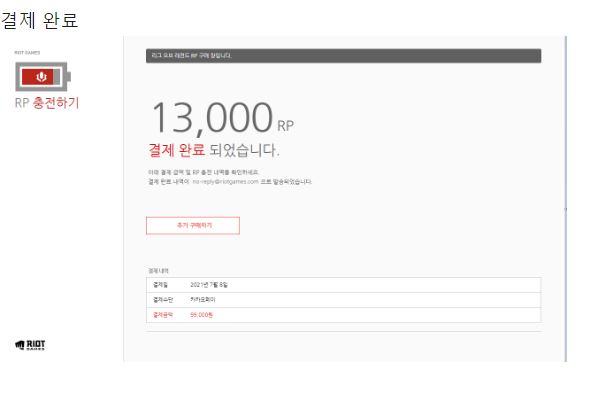 결제 완료
RIOT GAMES
RP 충전하기
리그 오브 레전드 RP 구매 창입니다.
13,000 RP
결제 완료 되었습니다.
아래 결제 금액 및 RP 충전 내역을 확인하세요.
결제 완료 내역이 no-reply@riotgames.com 으로 발송되었습니다.
추가 구매하기
결제 내역
결제일 2021년 7월 8일
결제수단 카카오페이
결제금액 99,000원
RIOT
GAMES